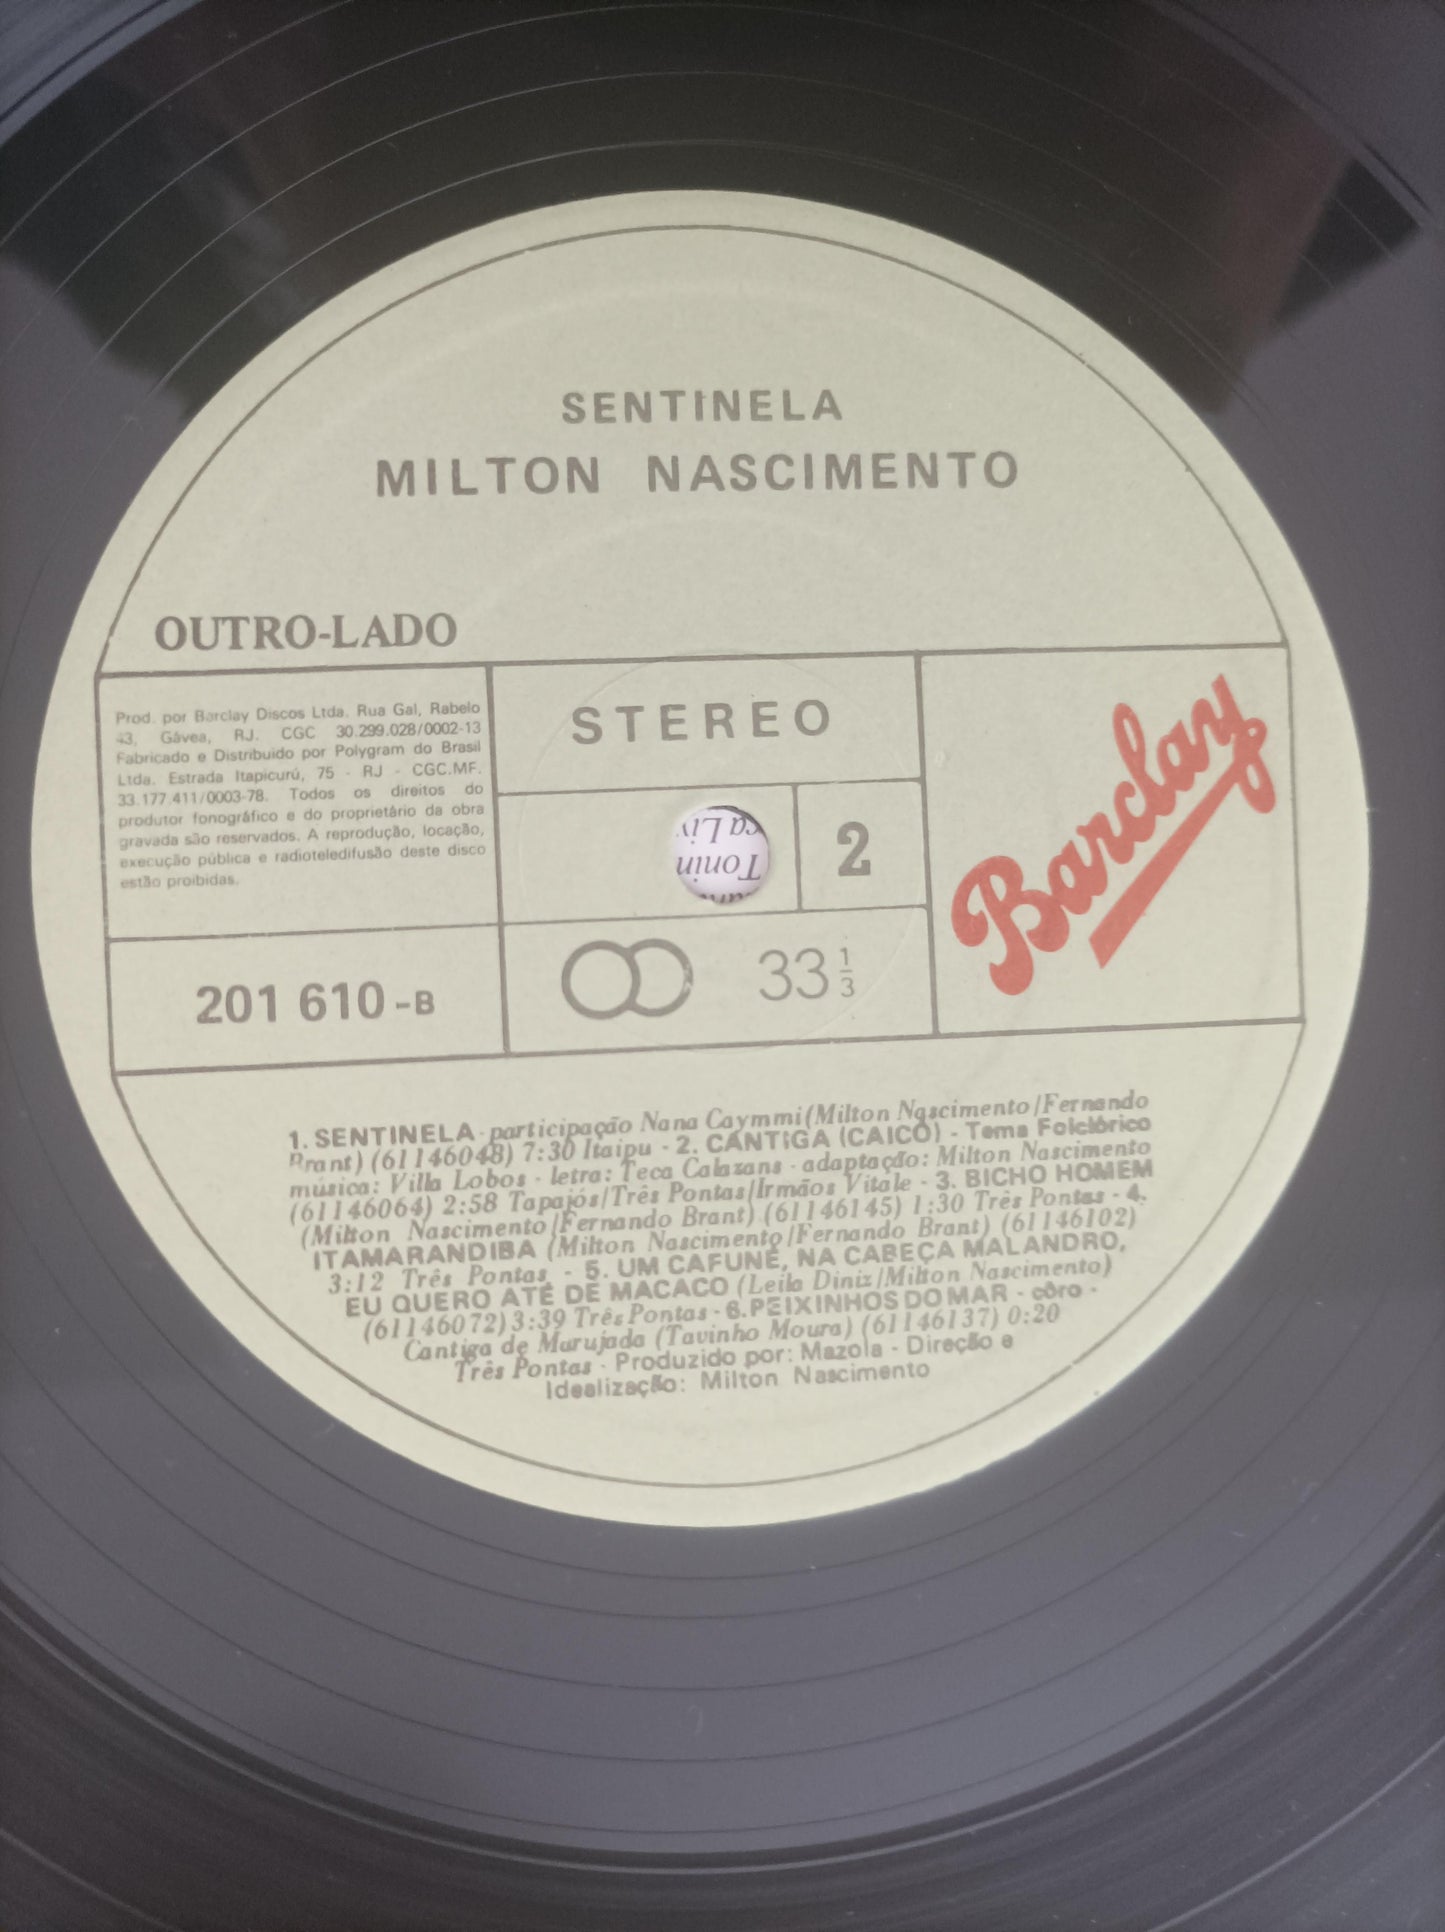 SENTINELA
MILTON NASCIMENTO
OUTRO-LADO
Prod. por Barclay Discos Ltda. Rua Gal, Rabelo
43, Gávea, RJ. CGC 30.299.028/0002-13
Fabricado e Distribuido por Polygram do Brasil
Ltda. Estrada Itapicurú, 75 - RJ - CGC.MF.
33.177.411/0003-78. Todos os direitos do
produtor fonográfico e do proprietário da obra
gravada são reservados. A reprodução, locação,
execução pública e radioteledifusão deste disco
estão proibidas.
STEREO
2
Tonin
ca Liv
201 610-B
33 1/3
Barclay
1. SENTINELA - participação Nana Caymmi (Milton Nascimento/Fernando
Brant) (61146048) 7:30 Itaipu - 2. CANTIGA (CAICÓ) - Tema Folclórico
música: Villa Lobos - letra: Teca Calazans - adaptação: Milton Nascimento
(61146064) 2:58 Tapajós/Três Pontas/Irmãos Vitale - 3. BICHO HOMEM
(Milton Nascimento/Fernando Brant) (61146145) 1:30 Três Pontas - 4.
ITAMARANDIBA (Milton Nascimento/Fernando Brant) (61146102)
3:12 Três Pontas - 5. UM CAFUNÉ, NA CABEÇA MALANDRO,
EU QUERO ATÉ DE MACACO (Leila Diniz/Milton Nascimento)
(61146072) 3:39 Três Pontas - 6. PEIXINHOS DO MAR - côro -
Cantiga de Marujada (Tavinho Moura) (61146137) 0:20
Três Pontas - Produzido por: Mazola - Direção e
Idealização: Milton Nascimento